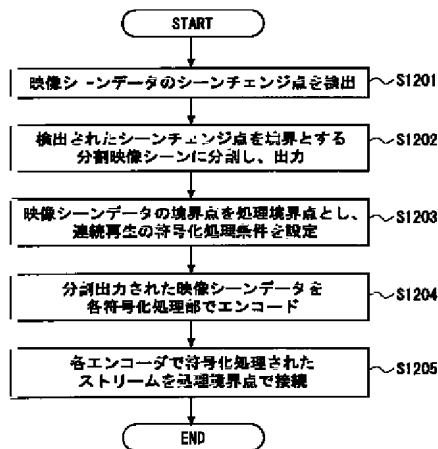 START
映像シーンデータのシーンチェンジ点を検出
S1201
検出されたシーンチェンジ点を境界とする
分割映像シーンに分割し、出力
S1202
映像シーンデータの境界点を処理境界点とし、
連続再生の符号化処理条件を設定
S1203
分割出力された映像シーンデータを
各符号化処理部でエンコード
S1204
各エンコーダで符号化処理された
ストリームを処理境界点で接続
S1205
END